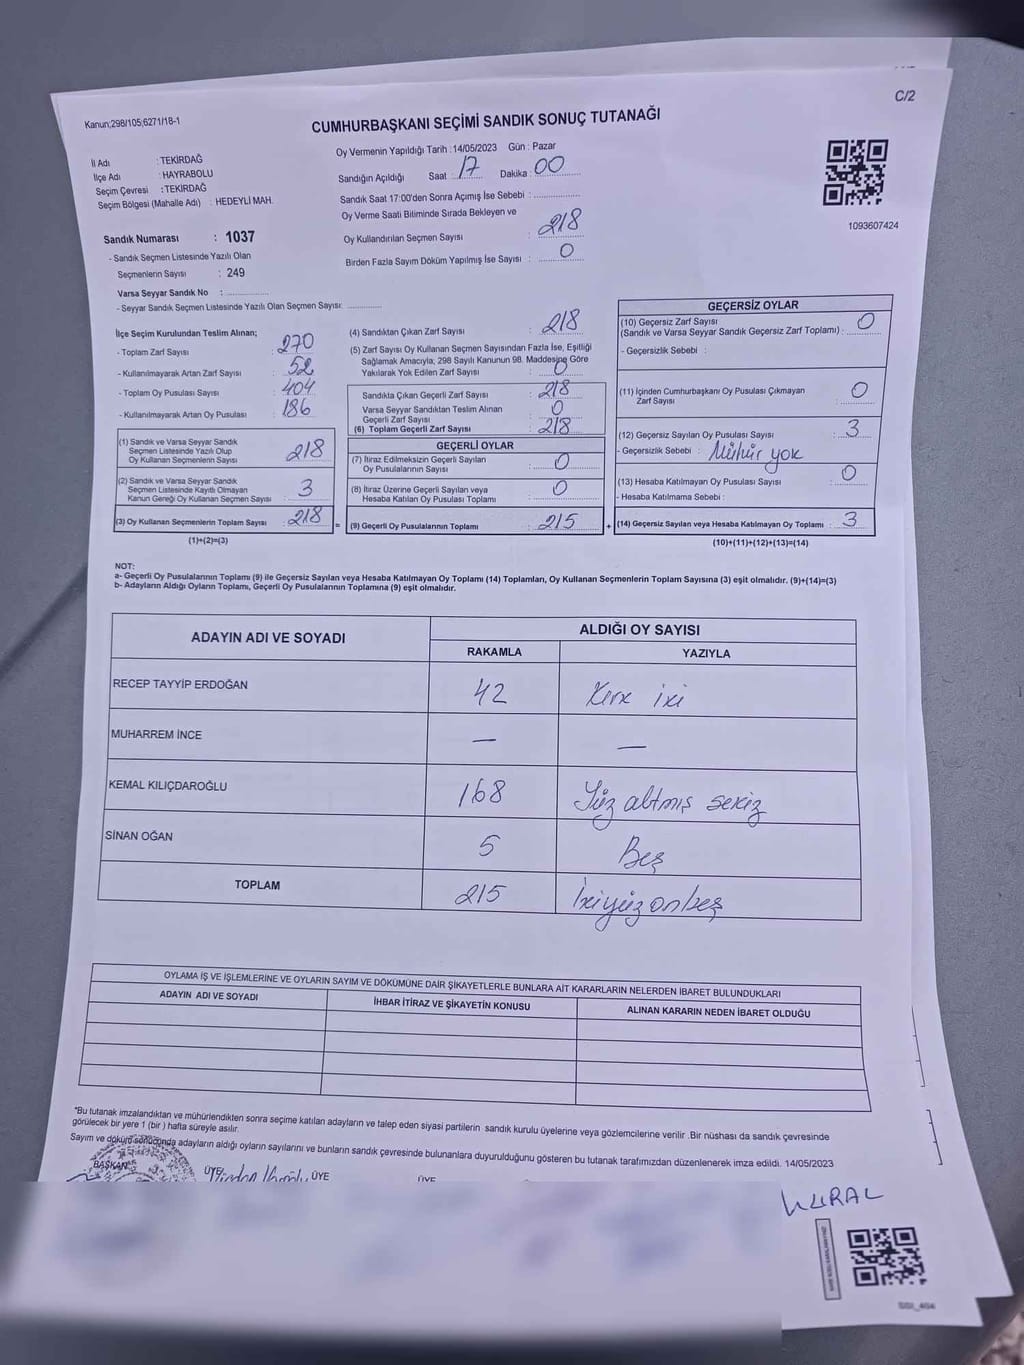 Kanun;298/105;6271/18-1
C/2
CUMHURBAŞKANI SEÇİMİ SANDIK SONUÇ TUTANAĞI
İl Adı : TEKİRDAĞ
İlçe Adı : HAYRABOLU
Seçim Çevresi : TEKİRDAĞ
Seçim Bölgesi (Mahalle Adı) : HEDEYLİ MAH.
Sandık Numarası : 1037
- Sandık Seçmen Listesinde Yazılı Olan
Seçmenlerin Sayısı : 249
Varsa Seyyar Sandık No :
- Seyyar Sandık Seçmen Listesinde Yazılı Olan Seçmen Sayısı:
Oy Vermenin Yapıldığı Tarih : 14/05/2023 Gün : Pazar
Sandığın Açıldığı Saat : 17 Dakika : 00
Sandık Saat 17:00'den Sonra Açımış İse Sebebi :
Oy Verme Saati Bitiminde Sırada Bekleyen ve
Oy Kullandırılan Seçmen Sayısı : 218
Birden Fazla Sayım Döküm Yapılmış İse Sayısı : 0
1093607424
İlçe Seçim Kurulundan Teslim Alınan;
- Toplam Zarf Sayısı : 270
- Kullanılmayarak Artan Zarf Sayısı : 52
- Toplam Oy Pusulası Sayısı : 404
- Kullanılmayarak Artan Oy Pusulası : 186
(1) Sandık ve Varsa Seyyar Sandık
Seçmen Listesinde Yazılı Olup
Oy Kullanan Seçmenlerin Sayısı : 218
(2) Sandık ve Varsa Seyyar Sandık
Seçmen Listesinde Kayıtlı Olmayan
Kanun Gereği Oy Kullanan Seçmen Sayısı : 3
(3) Oy Kullanan Seçmenlerin Toplam Sayısı : 218 =
(1)+(2)=(3)
(4) Sandıktan Çıkan Zarf Sayısı : 218
(5) Zarf Sayısı Oy Kullanan Seçmen Sayısından Fazla İse, Eşitliği
Sağlamak Amacıyla, 298 Sayılı Kanunun 98. Maddesine Göre
Yakılarak Yok Edilen Zarf Sayısı : 0
Sandıkta Çıkan Geçerli Zarf Sayısı : 218
Varsa Seyyar Sandıktan Teslim Alınan
Geçerli Zarf Sayısı : 0
(6) Toplam Geçerli Zarf Sayısı : 218
GEÇERLİ OYLAR
(7) İtiraz Edilmeksizin Geçerli Sayılan
Oy Pusulalarının Sayısı : 0
(8) İtiraz Üzerine Geçerli Sayılan veya
Hesaba Katılan Oy Pusulası Toplamı : 0
(9) Geçerli Oy Pusulalarının Toplamı : 215 +
GEÇERSİZ OYLAR
(10) Geçersiz Zarf Sayısı
(Sandık ve Varsa Seyyar Sandık Geçersiz Zarf Toplamı) : 0
- Geçersizlik Sebebi :
(11) İçinden Cumhurbaşkanı Oy Pusulası Çıkmayan
Zarf Sayısı : 0
(12) Geçersiz Sayılan Oy Pusulası Sayısı : 3
- Geçersizlik Sebebi : Mühür yok
(13) Hesaba Katılmayan Oy Pusulası Sayısı : 0
- Hesaba Katılmama Sebebi :
(14) Geçersiz Sayılan veya Hesaba Katılmayan Oy Toplamı : 3
(10)+(11)+(12)+(13)=(14)
NOT:
a- Geçerli Oy Pusulalarının Toplamı (9) ile Geçersiz Sayılan veya Hesaba Katılmayan Oy Toplamı (14) Toplamları, Oy Kullanan Seçmenlerin Toplam Sayısına (3) eşit olmalıdır. (9)+(14)=(3)
b- Adayların Aldığı Oyların Toplamı, Geçerli Oy Pusulalarının Toplamına (9) eşit olmalıdır.
ADAYIN ADI VE SOYADI
ALDIĞI OY SAYISI
RAKAMLA YAZIYLA
RECEP TAYYİP ERDOĞAN 42 Kırk iki
MUHARREM İNCE — —
KEMAL KILIÇDAROĞLU 168 Yüz altmış sekiz
SİNAN OĞAN 5 Beş
TOPLAM 215 İkiyüz onbeş
OYLAMA İŞ VE İŞLEMLERİNE VE OYLARIN SAYIM VE DÖKÜMÜNE DAİR ŞİKAYETLERLE BUNLARA AİT KARARLARIN NELERDEN İBARET BULUNDUKLARI
ADAYIN ADI VE SOYADI İHBAR İTİRAZ VE ŞİKAYETİN KONUSU ALINAN KARARIN NEDEN İBARET OLDUĞU
*Bu tutanak imzalandıktan ve mühürlendikten sonra seçime katılan adayların ve talep eden siyasi partilerin sandık kurulu üyelerine veya gözlemcilerine verilir .Bir nüshası da sandık çevresinde
görülecek bir yere 1 (bir ) hafta süreyle asılır.
Sayım ve döküm sonucunda adayların aldığı oyların sayılarını ve bunların sandık çevresinde bulunanlara duyurulduğunu gösteren bu tutanak tarafımızdan düzenlenerek imza edildi. 14/05/2023
BAŞKAN ÜYE ÜYE ÜYE